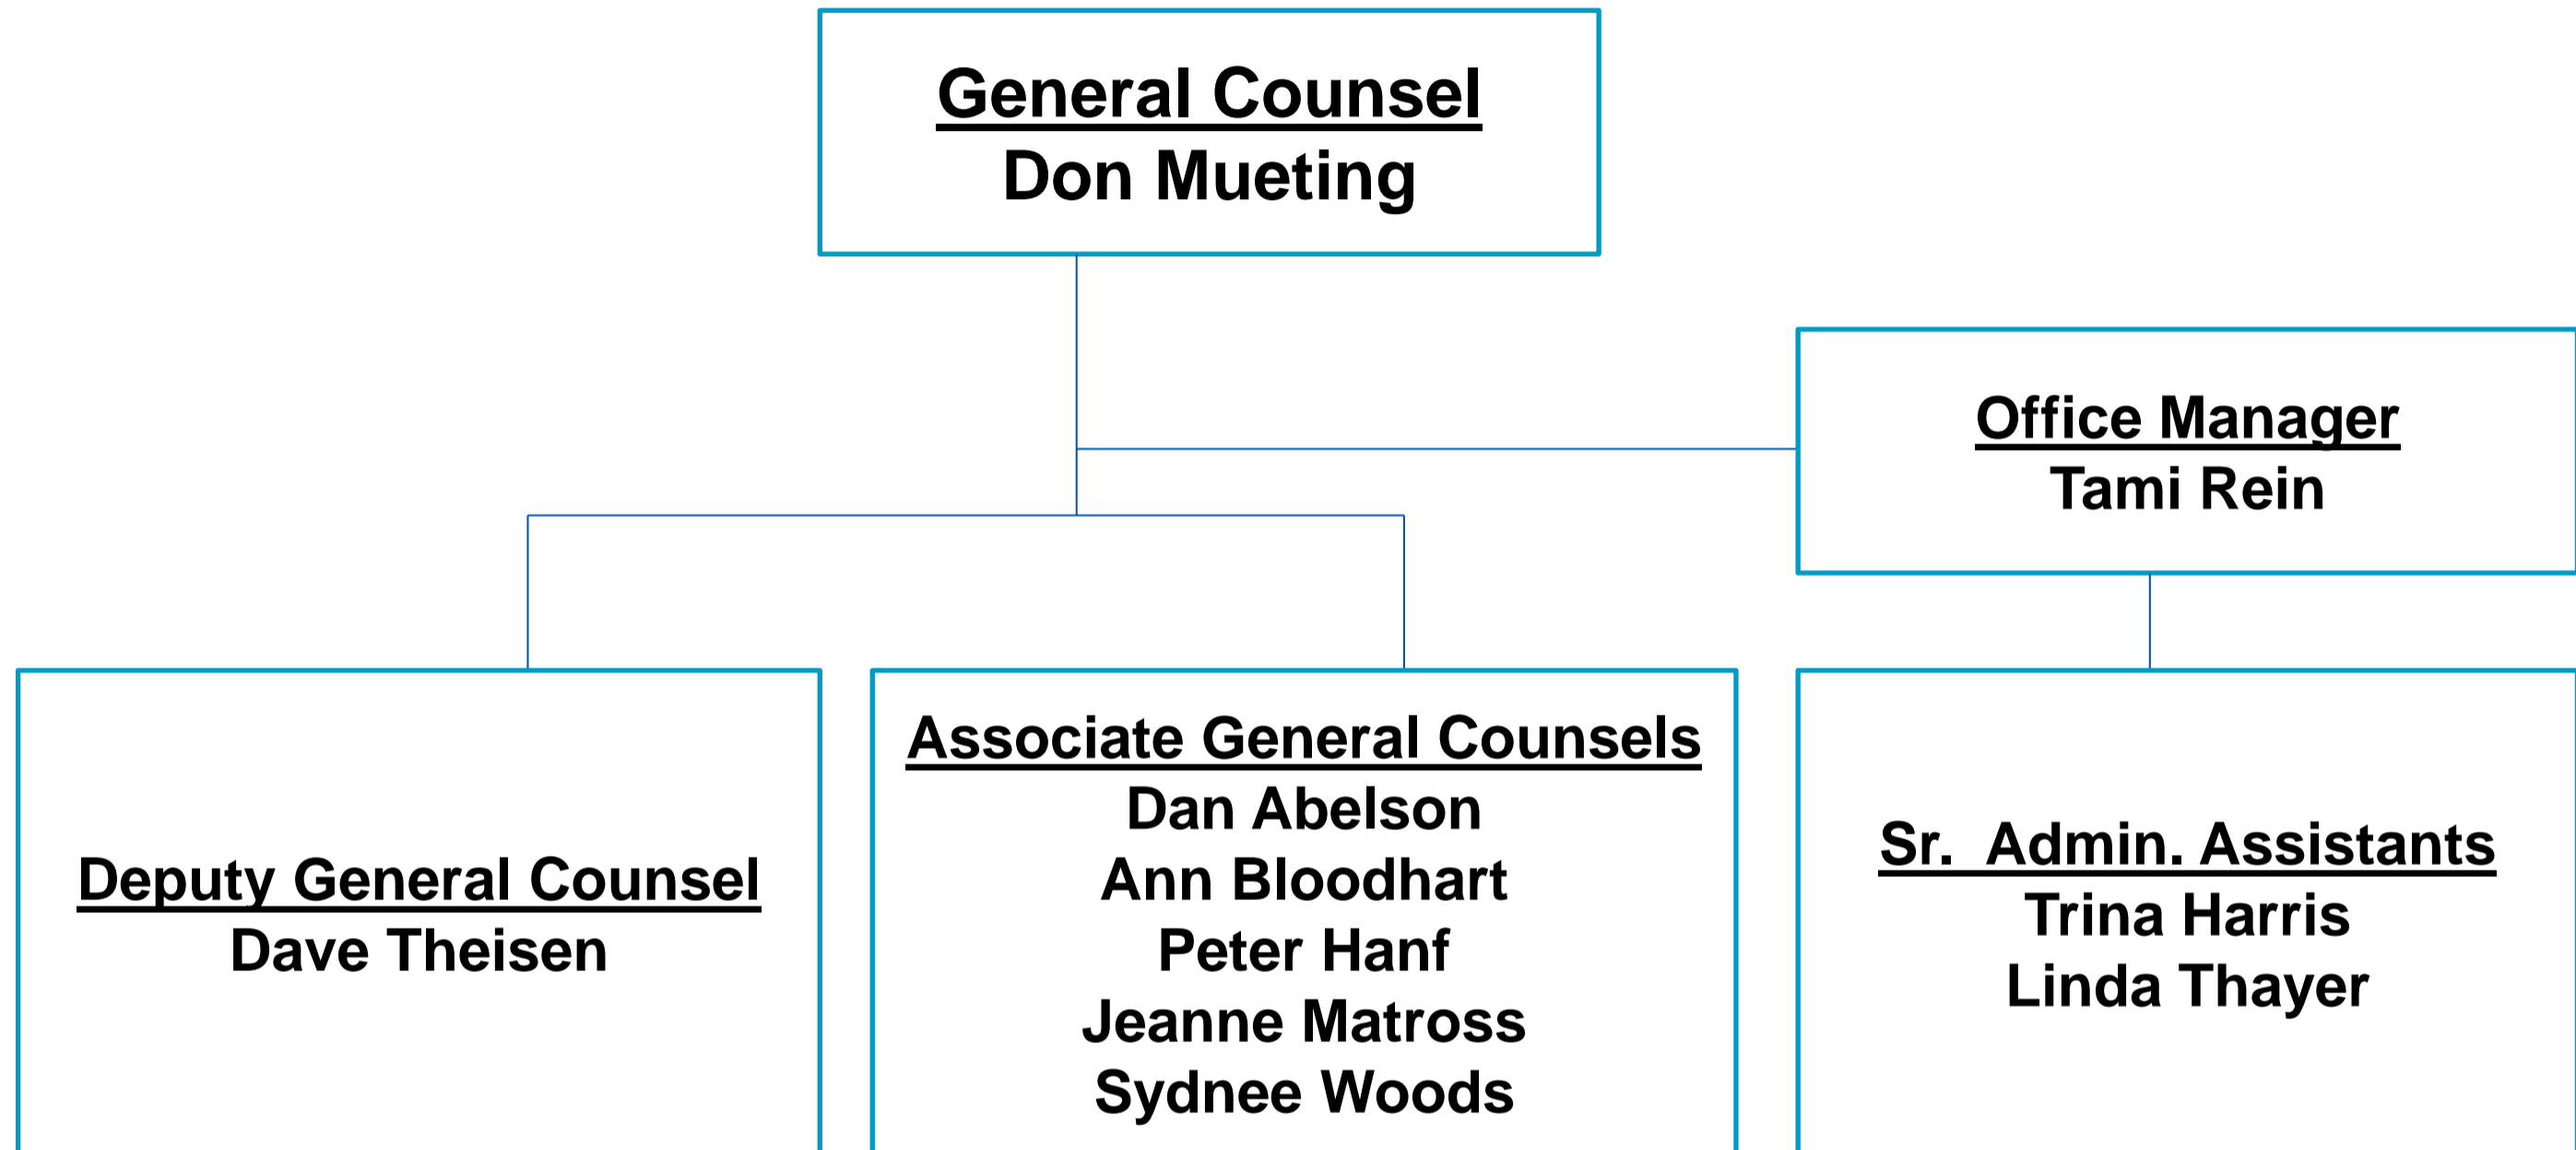 General Counsel
Don Mueting
Office Manager
Tami Rein
Deputy General Counsel
Dave Theisen
Associate General Counsels
Dan Abelson
Ann Bloodhart
Peter Hanf
Jeanne Matross
Sydnee Woods
Sr.  Admin. Assistants
Trina Harris
Linda Thayer